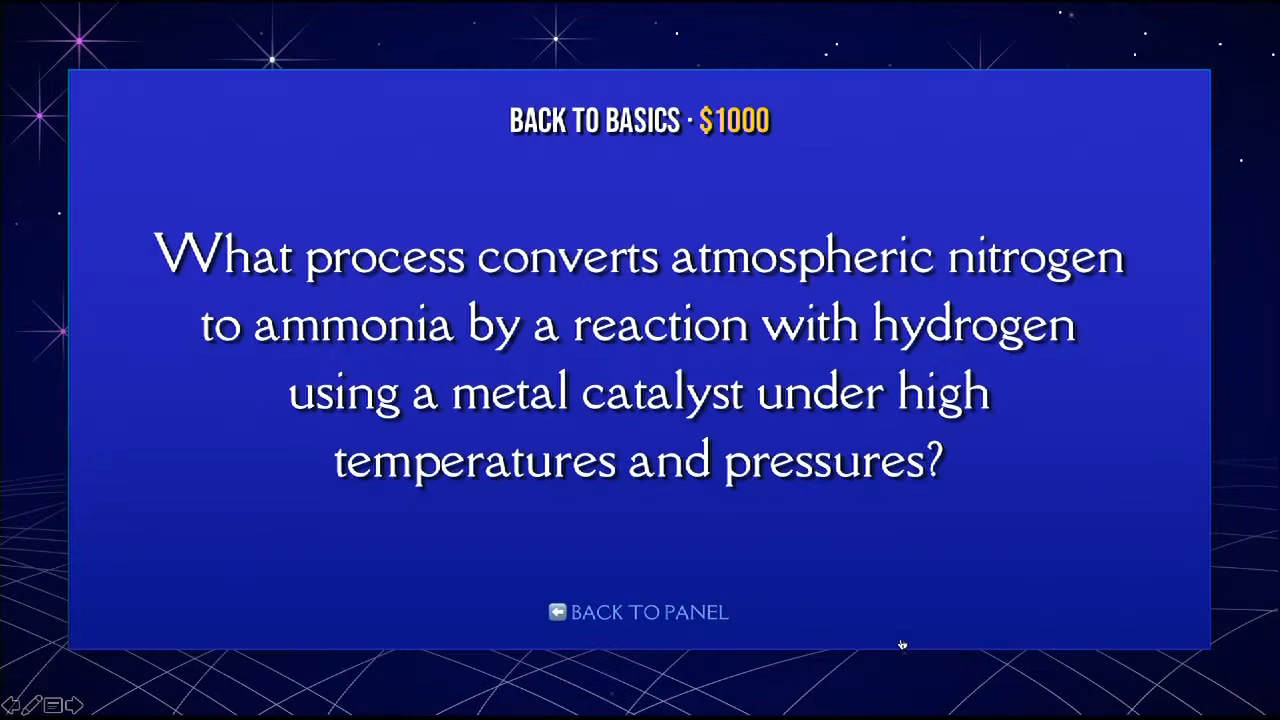 BACK TO BASICS · $1000
What process converts atmospheric nitrogen
to ammonia by a reaction with hydrogen
using a metal catalyst under high
temperatures and pressures?
BACK TO PANEL